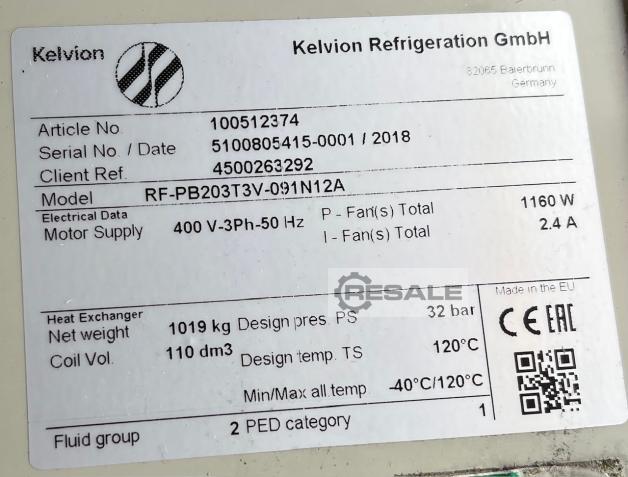 Kelvion
Kelvion Refrigeration GmbH
82065 Baierbrunn
Germany
Article No. 100512374
Serial No. / Date 5100805415-0001 / 2018
Client Ref. 4500263292
Model RF-PB203T3V-091N12A
Electrical Data
Motor Supply 400 V-3Ph-50 Hz P - Fan(s) Total 1160 W
I - Fan(s) Total 2.4 A
RESALE
Made in the EU
Heat Exchanger
Net weight 1019 kg Design pres. PS 32 bar
CE EAC
Coil Vol. 110 dm3 Design temp. TS 120°C
Min/Max all.temp -40°C/120°C
Fluid group 2 PED category 1